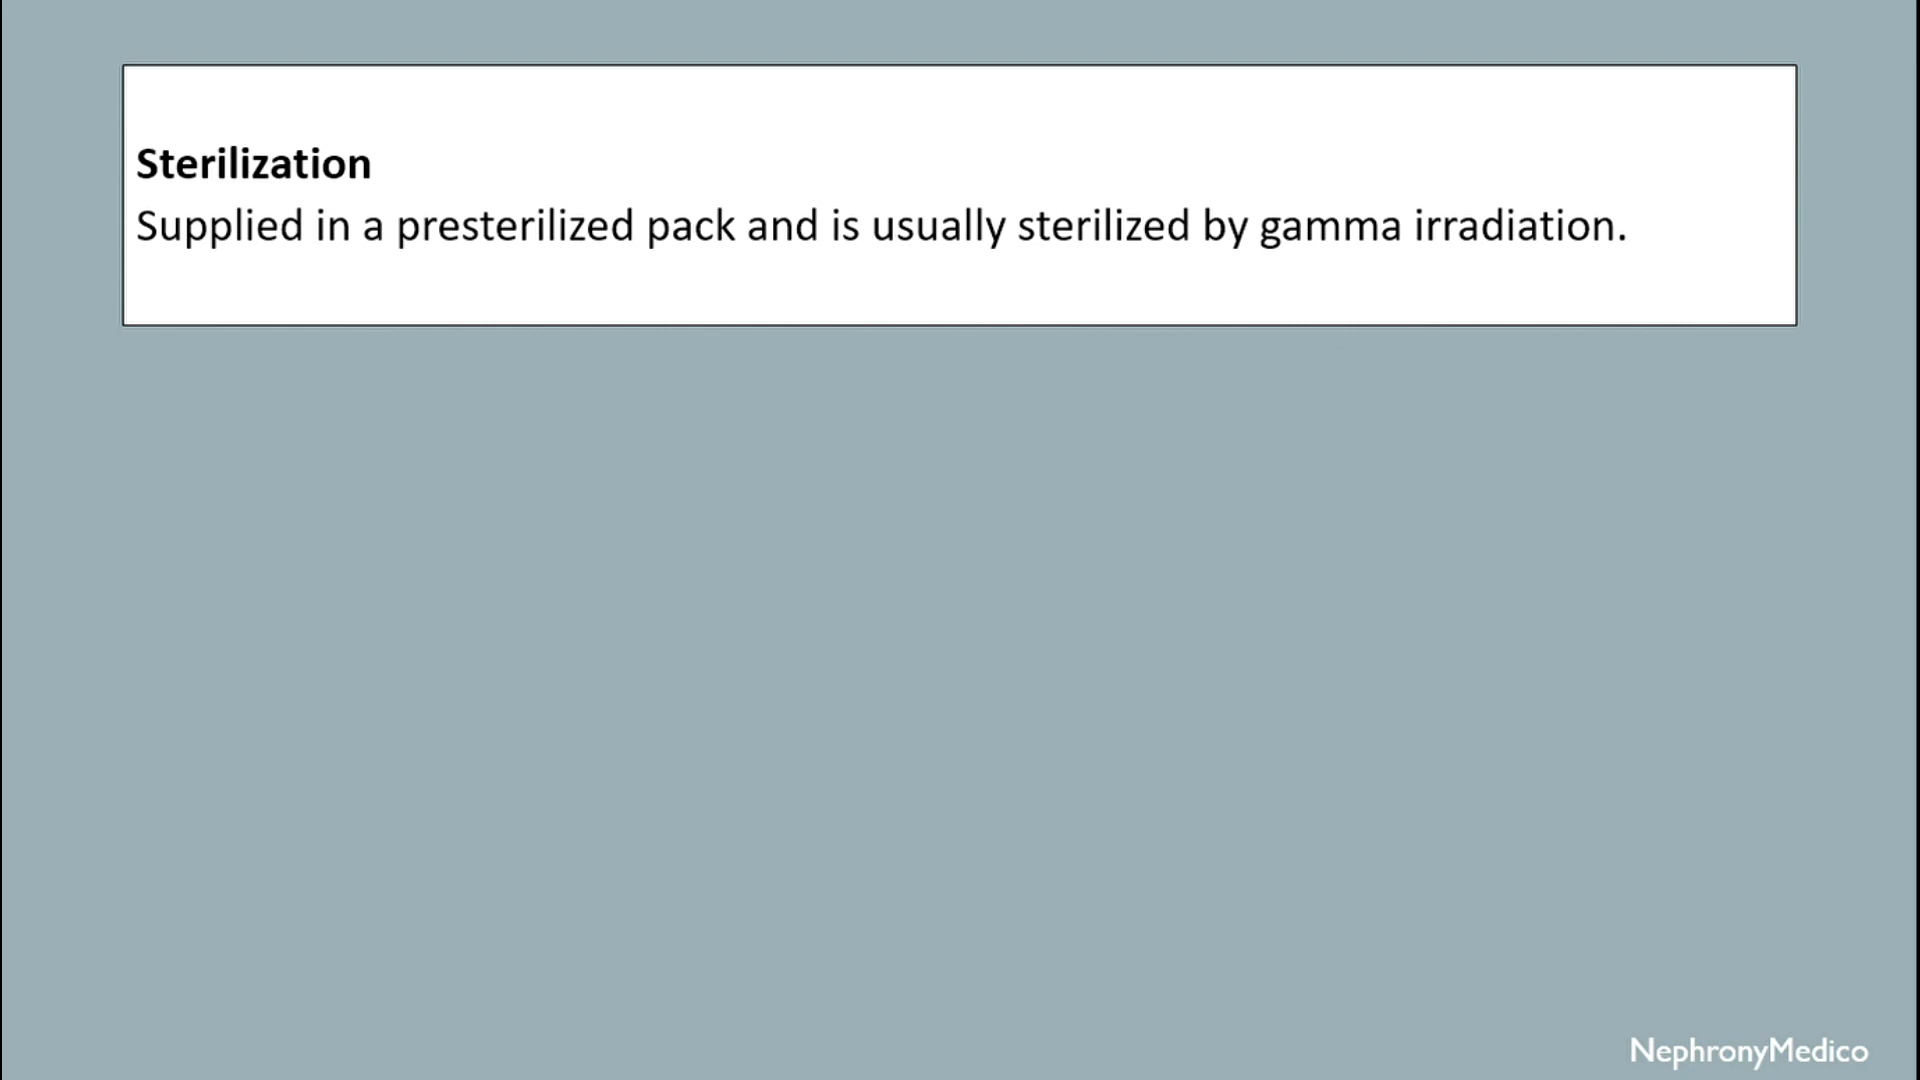 Sterilization
Supplied in a presterilized pack and is usually sterilized by gamma irradiation.
NephronyMedico